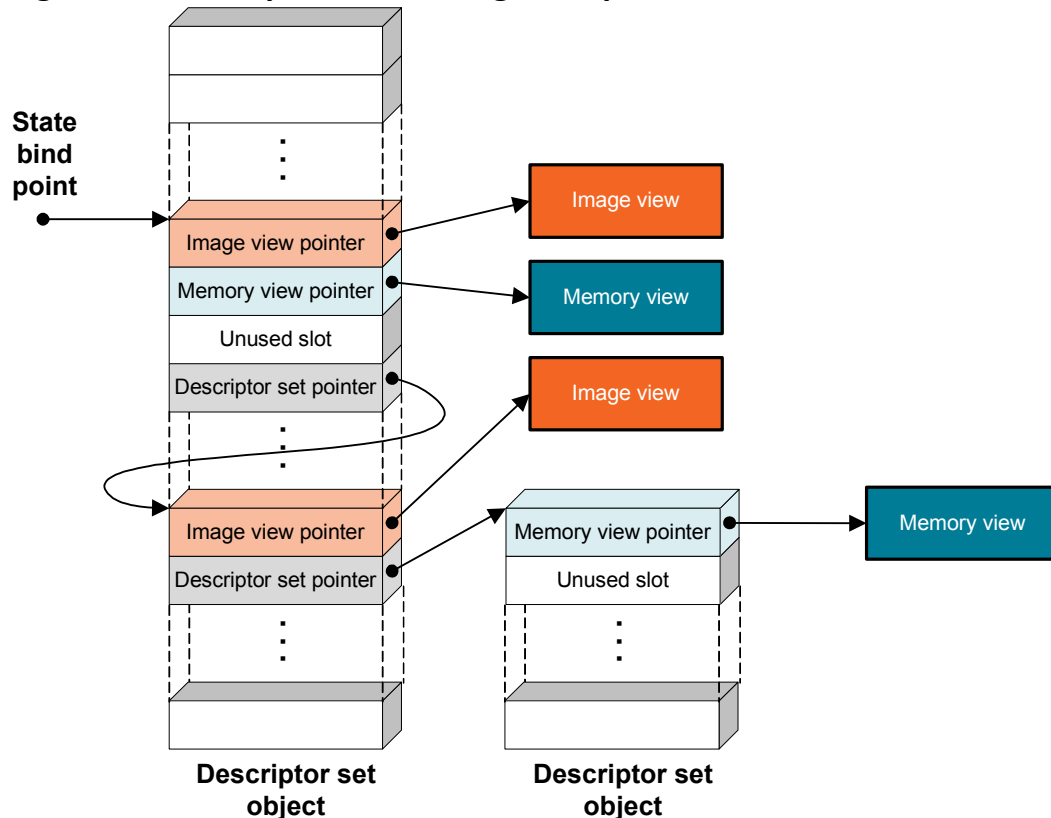 State
bind
point
Image view pointer
Memory view pointer
Unused slot
Descriptor set pointer
Image view
Memory view
Image view
Image view pointer
Descriptor set pointer
Memory view pointer
Unused slot
Memory view
Descriptor set
object
Descriptor set
object